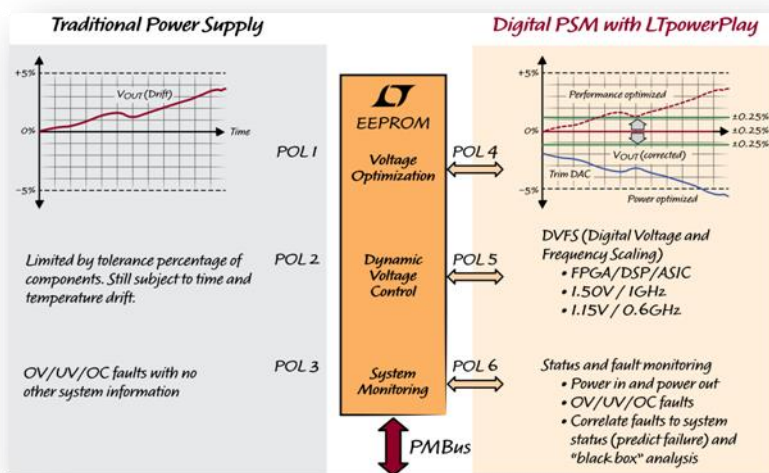 Traditional Power Supply
Digital PSM with LTpowerPlay
+5%
VOUT (Drift)
0%
Time
−5%
POL 1
Limited by tolerance percentage of
components. Still subject to time and
temperature drift.
POL 2
OV/UV/OC faults with no
other system information
POL 3
LT
EEPROM
Voltage
Optimization
Dynamic
Voltage
Control
System
Monitoring
PMBus
POL 4
+5%
Performance optimized
±0.25%
0%
±0.25%
±0.25%
VOUT (corrected)
Trim DAC
−5%
Power optimized
POL 5
DVFS (Digital Voltage and
Frequency Scaling)
• FPGA/DSP/ASIC
• 1.50V / 1GHz
• 1.15V / 0.6GHz
POL 6
Status and fault monitoring
• Power in and power out
• OV/UV/OC faults
• Correlate faults to system
status (predict failure) and
"black box" analysis